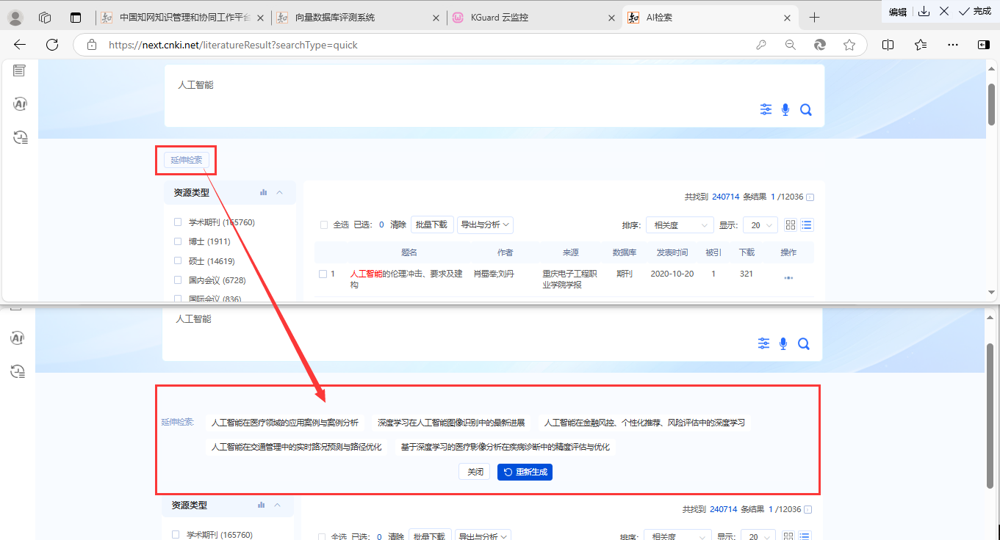 中国知网知识管理和协同工作平台
向量数据库评测系统
KGuard 云监控
AI检索
编辑
完成
https://next.cnki.net/literatureResult?searchType=quick
人工智能
AI
延伸检索
资源类型
共找到 240714 条结果 1 /12036
学术期刊 (165760)
全选 已选: 0 清除 批量下载 导出与分析
排序: 相关度 显示: 20
博士 (1911)
题名 作者 来源 数据库 发表时间 被引 下载 操作
硕士 (14619)
1 人工智能的伦理冲击、要求及建构 肖罾奉;刘丹 重庆电子工程职业学院学报 期刊 2020-10-20 1 321
国内会议 (6728)
国际会议 (836)
人工智能
AI
延伸检索: 人工智能在医疗领域的应用案例与案例分析 深度学习在人工智能图像识别中的最新进展 人工智能在金融风控、个性化推荐、风险评估中的深度学习
人工智能在交通管理中的实时路况预测与路径优化 基于深度学习的医疗影像分析在疾病诊断中的精度评估与优化
关闭 重新生成
资源类型
共找到 240714 条结果 1 /12036
学术期刊 (165760)
全选 已选: 0 清除 批量下载 导出与分析
排序: 相关度 显示: 20